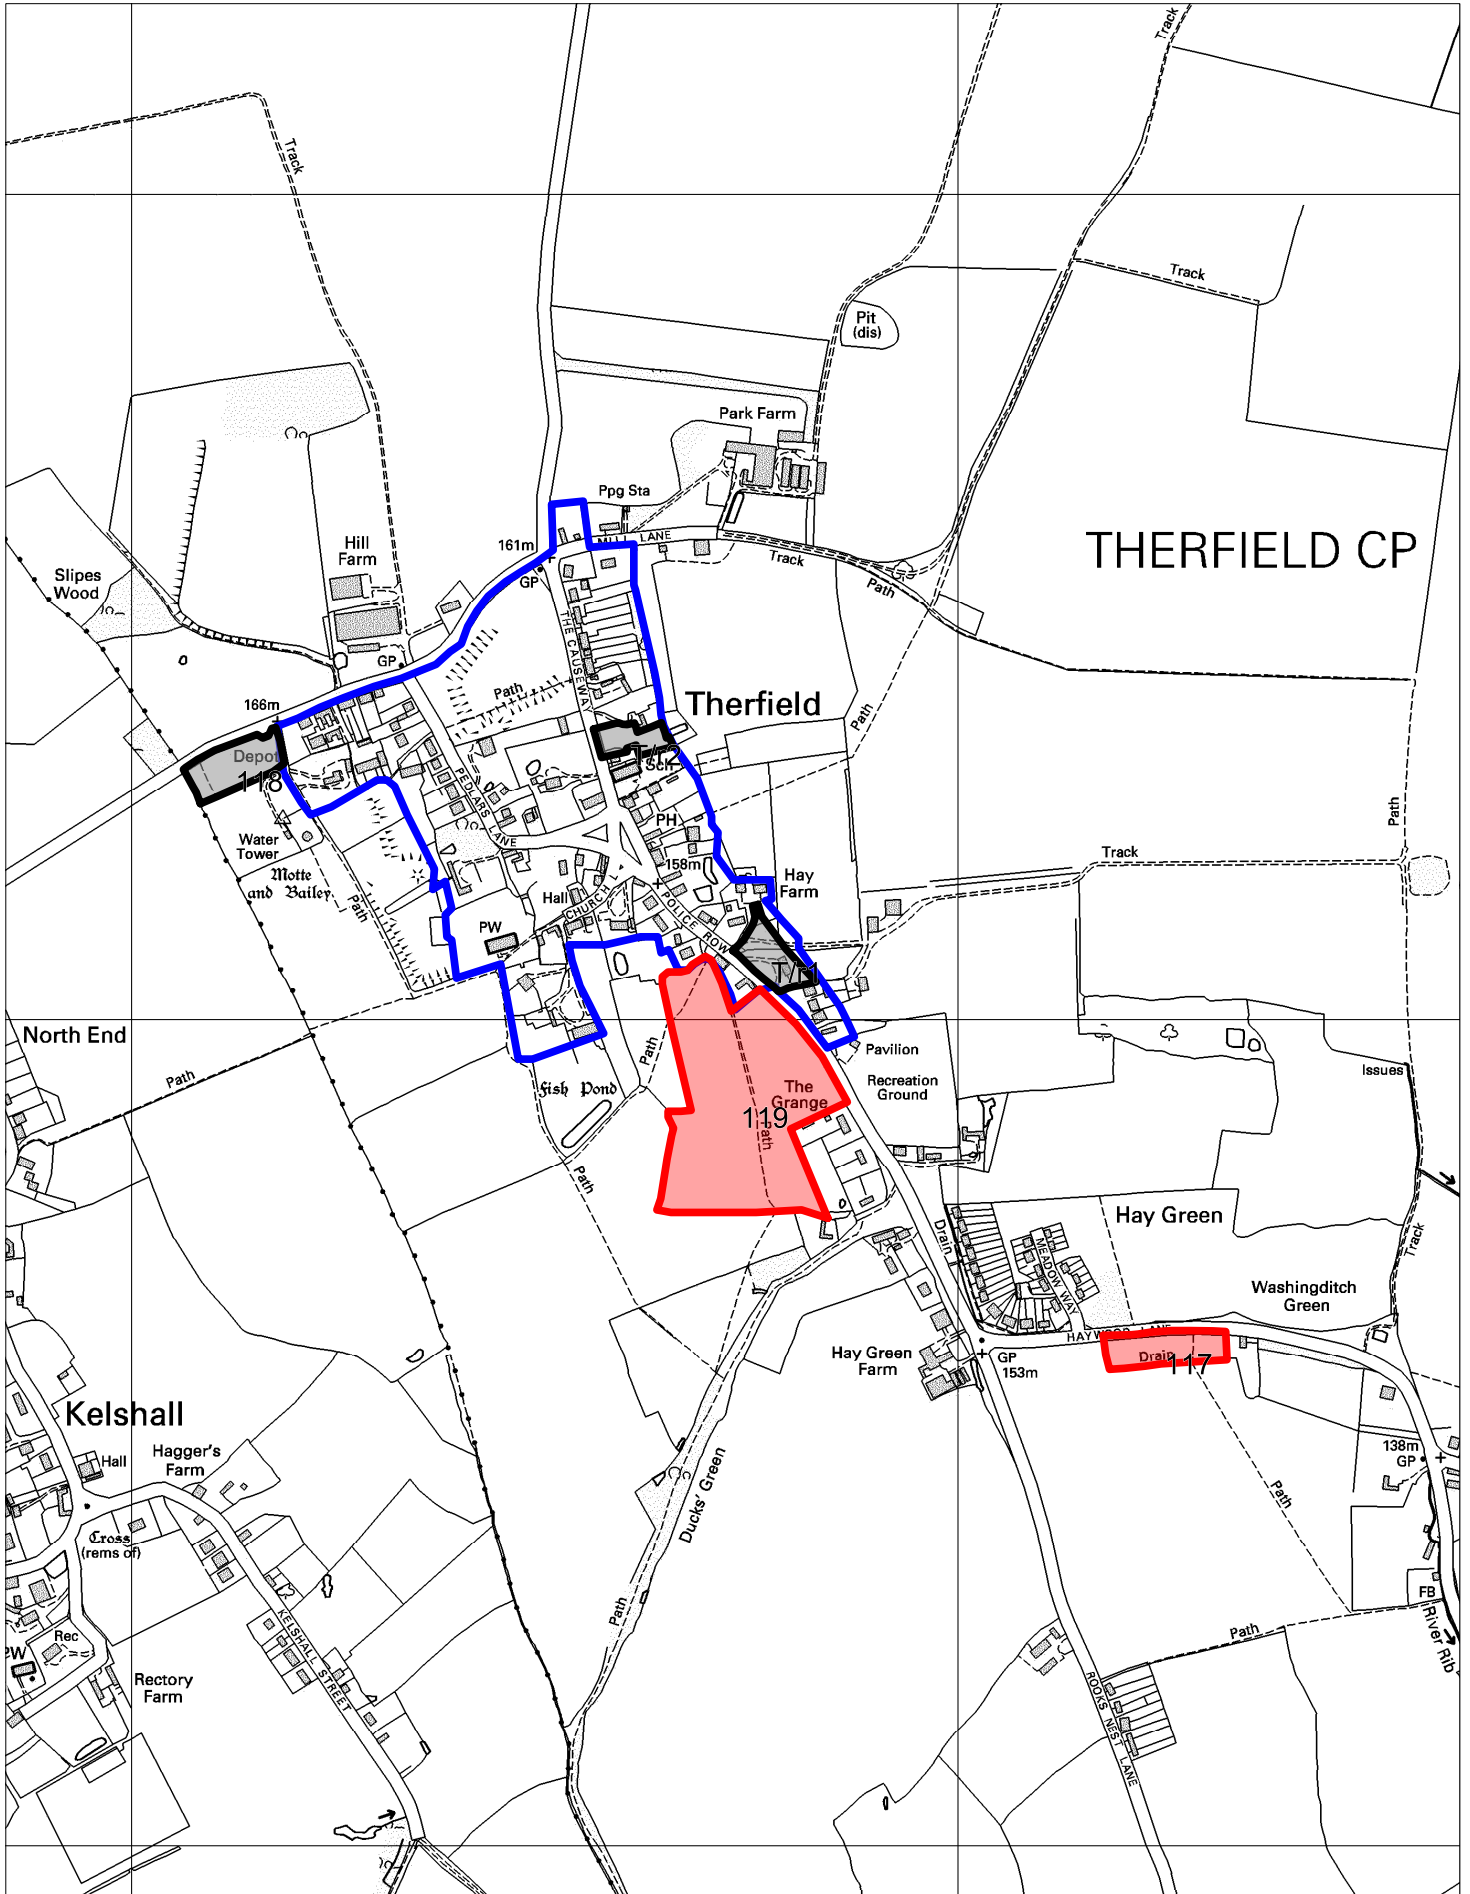 Track
Track
Track
Pit
(dis)
Park Farm
Ppg Sta
MILL LANE
161m
GP
Hill
Farm
THERFIELD CP
Track
Path
Slipes
Wood
THE CAUSEWAY
GP
Path
166m
Therfield
Path
Depot
118
T/r2
Sch
PEDLARS LANE
PH
Path
Water
Tower
Motte
and Bailey
158m
Track
Hay
Farm
Path
Hall
CHURCH L
POLICE ROW
PW
T/r1
North End
Path
Path
Pavilion
Recreation
Ground
Issues
Fish Pond
The
Grange
119
Path
Path
Drain
Hay Green
MEADOW WAY
Track
Washingditch
Green
HAYWOOD LANE
Hay Green
Farm
GP
153m
Drain
117
Kelshall
Hall
Hagger's
Farm
138m
GP
Ducks' Green
Path
Cross
(rems of)
Path
FB
River Rib
KELSHALL STREET
Rec
PW
Path
Rectory
Farm
ROOKS NEST LANE